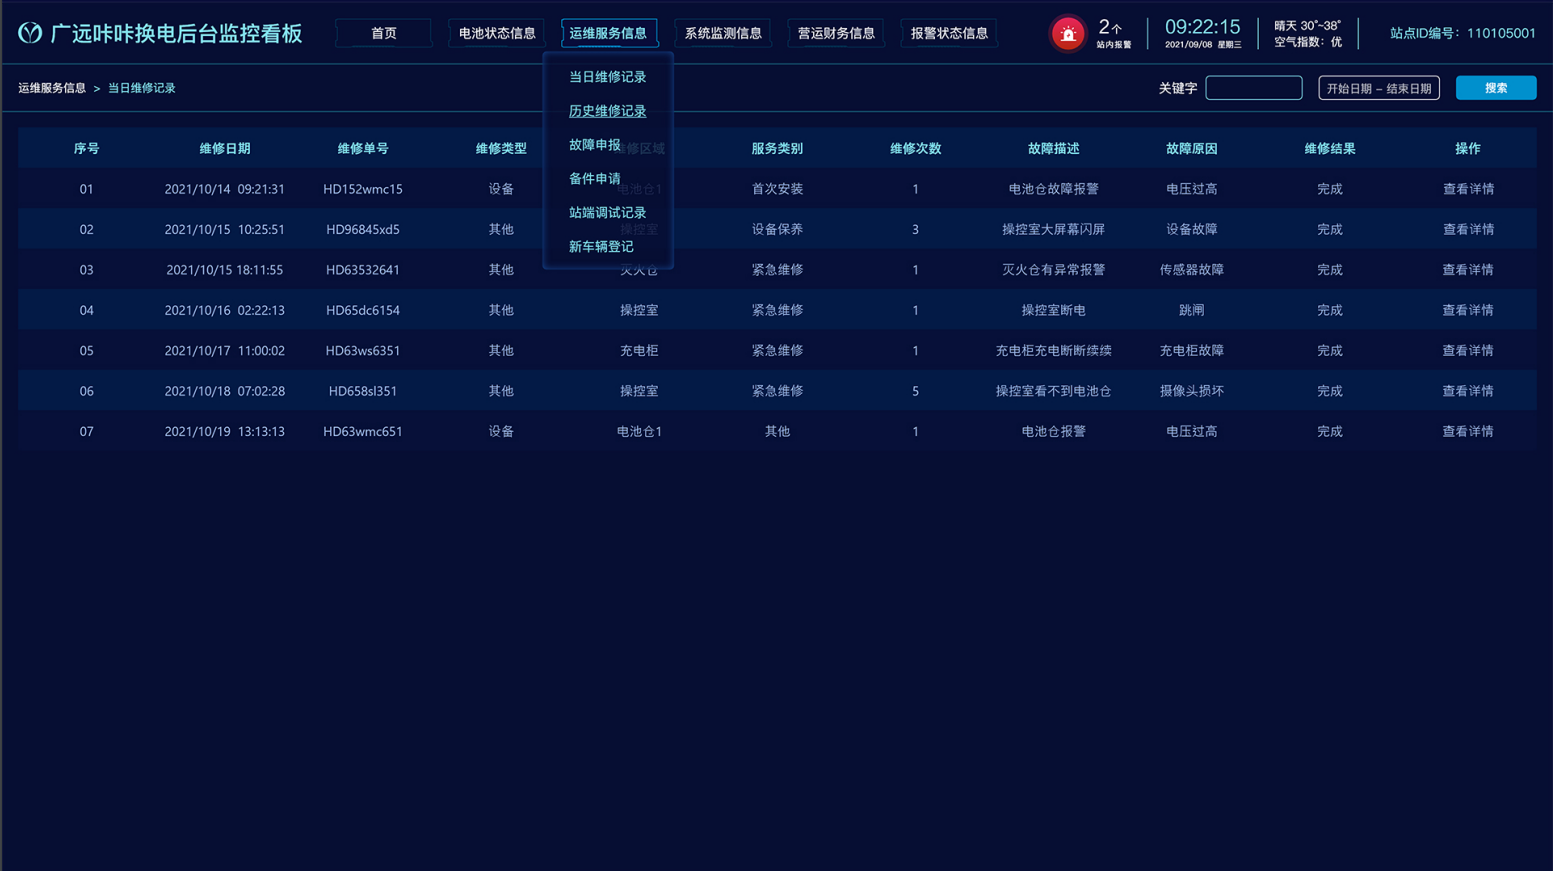 广远咔咔换电后台监控看板
首页 电池状态信息 运维服务信息 系统监测信息 营运财务信息 报警状态信息
2个
站内报警
09:22:15
2021/09/08 星期三
晴天 30°~38°
空气指数：优
站点ID编号：110105001
运维服务信息 > 当日维修记录
关键字
开始日期 - 结束日期
搜索
当日维修记录
历史维修记录
故障申报
备件申请
站端调试记录
新车辆登记
序号 维修日期 维修单号 维修类型 维修区域 服务类别 维修次数 故障描述 故障原因 维修结果 操作
01 2021/10/14 09:21:31 HD152wmc15 设备 电池仓1 首次安装 1 电池仓故障报警 电压过高 完成 查看详情
02 2021/10/15 10:25:51 HD96845xd5 其他 操控室 设备保养 3 操控室大屏幕闪屏 设备故障 完成 查看详情
03 2021/10/15 18:11:55 HD63532641 其他 灭火仓 紧急维修 1 灭火仓有异常报警 传感器故障 完成 查看详情
04 2021/10/16 02:22:13 HD65dc6154 其他 操控室 紧急维修 1 操控室断电 跳闸 完成 查看详情
05 2021/10/17 11:00:02 HD63ws6351 其他 充电柜 紧急维修 1 充电柜充电断断续续 充电柜故障 完成 查看详情
06 2021/10/18 07:02:28 HD658sl351 其他 操控室 紧急维修 5 操控室看不到电池仓 摄像头损坏 完成 查看详情
07 2021/10/19 13:13:13 HD63wmc651 设备 电池仓1 其他 1 电池仓报警 电压过高 完成 查看详情